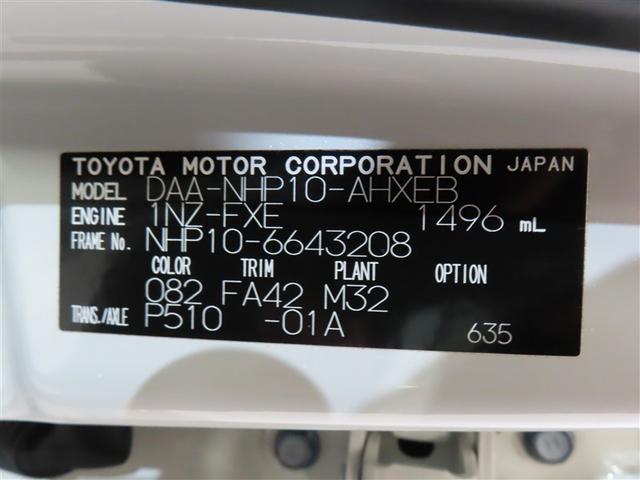 TOYOTA MOTOR CORPORATION JAPAN
MODEL DAA-NHP10-AHXEB
ENGINE 1NZ-FXE 1496 mL
FRAME No. NHP10-6643208
COLOR TRIM PLANT OPTION
082 FA42 M32
TRANS./AXLE P510 -01A 635